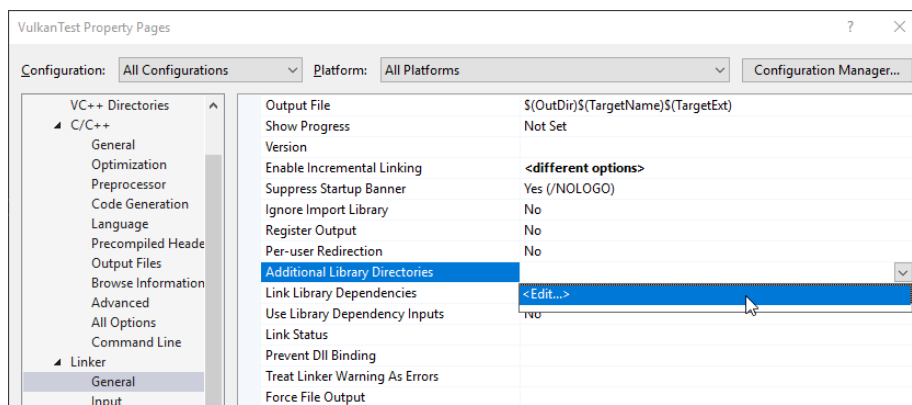 VulkanTest Property Pages
Configuration: All Configurations Platform: All Platforms Configuration Manager...
VC++ Directories
C/C++
General
Optimization
Preprocessor
Code Generation
Language
Precompiled Heade
Output Files
Browse Information
Advanced
All Options
Command Line
Linker
General
Input
Output File $(OutDir)$(TargetName)$(TargetExt)
Show Progress Not Set
Version
Enable Incremental Linking <different options>
Suppress Startup Banner Yes (/NOLOGO)
Ignore Import Library No
Register Output No
Per-user Redirection No
Additional Library Directories
Link Library Dependencies <Edit...>
Use Library Dependency Inputs No
Link Status
Prevent Dll Binding
Treat Linker Warning As Errors
Force File Output